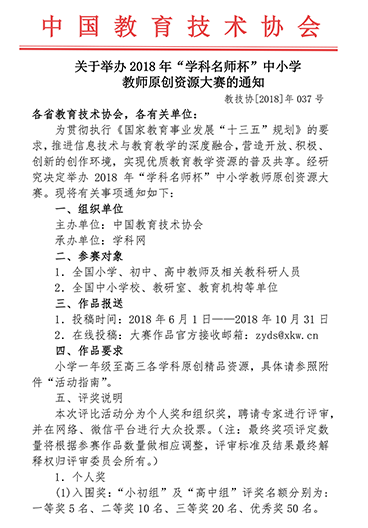 中国教育技术协会
关于举办 2018 年“学科名师杯”中小学
教师原创资源大赛的通知
教技协[2018]年 037 号
各省教育技术协会，各有关单位：
为贯彻执行《国家教育事业发展“十三五”规划》的要
求，推进信息技术与教育教学的深度融合，营造开放、积极、
创新的创作环境，实现优质教育教学资源的普及共享。经研
究决定举办 2018 年“学科名师杯”中小学教师原创资源大
赛。现将有关事项通知如下：
一、组织单位
主办单位：中国教育技术协会
承办单位：学科网
二、参赛对象
1．全国小学、初中、高中教师及相关教科研人员
2．全国中小学校、教研室、教育机构等单位
三、作品报送
1．投稿时间：2018 年 6 月 1 日——2018 年 10 月 31 日
2．在线投稿：大赛作品官方接收邮箱：zyds@xkw.cn
四、作品要求
小学一年级至高三各学科原创精品资源，具体请参照附
件“活动指南”。
五、评奖说明
本次评比活动分为个人奖和组织奖，聘请专家进行评审，
并在网络、微信平台进行大众投票。（注：最终奖项评定数
量将根据参赛作品数量做相应调整，评审标准及结果最终解
释权归评审委员会所有。）
1．个人奖
(1)入围奖：“小初组”及“高中组”评奖名额分别为：
一等奖 5 名、二等奖 10 名、三等奖 20 名、优秀奖 50 名。